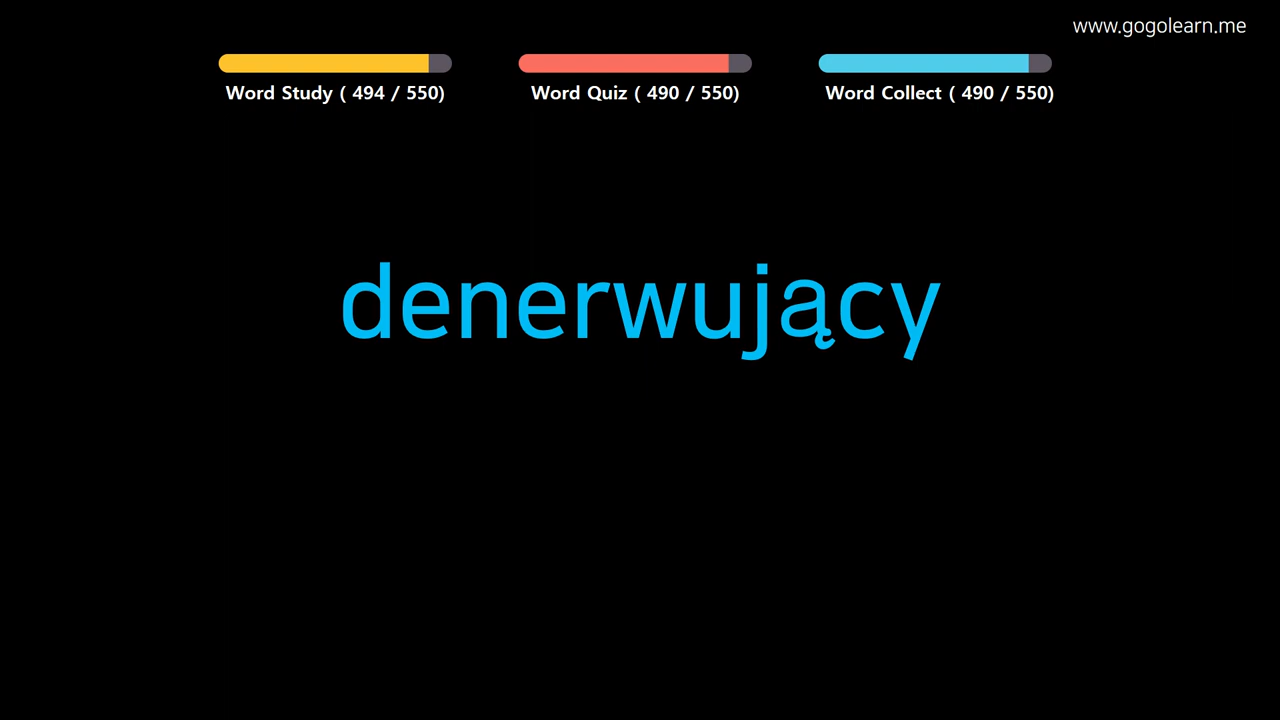 www.gogolearn.me
Word Study ( 494 / 550)
Word Quiz ( 490 / 550)
Word Collect ( 490 / 550)
denerwujący